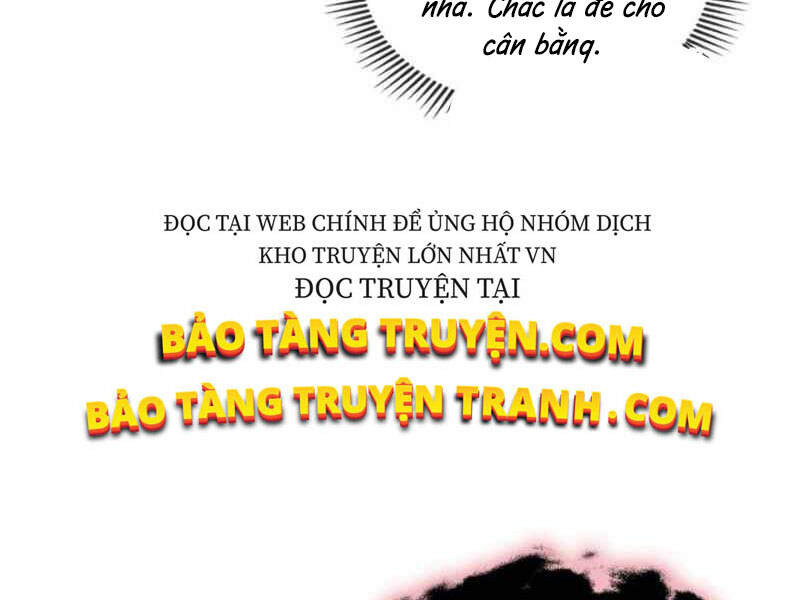 nha. Chắc là để cho
cân bằng.
ĐỌC TẠI WEB CHÍNH ĐỂ ỦNG HỘ NHÓM DỊCH
KHO TRUYỆN LỚN NHẤT VN
ĐỌC TRUYỆN TẠI
BẢO TÀNG TRUYỆN.COM
BẢO TÀNG TRUYỆN TRANH.COM